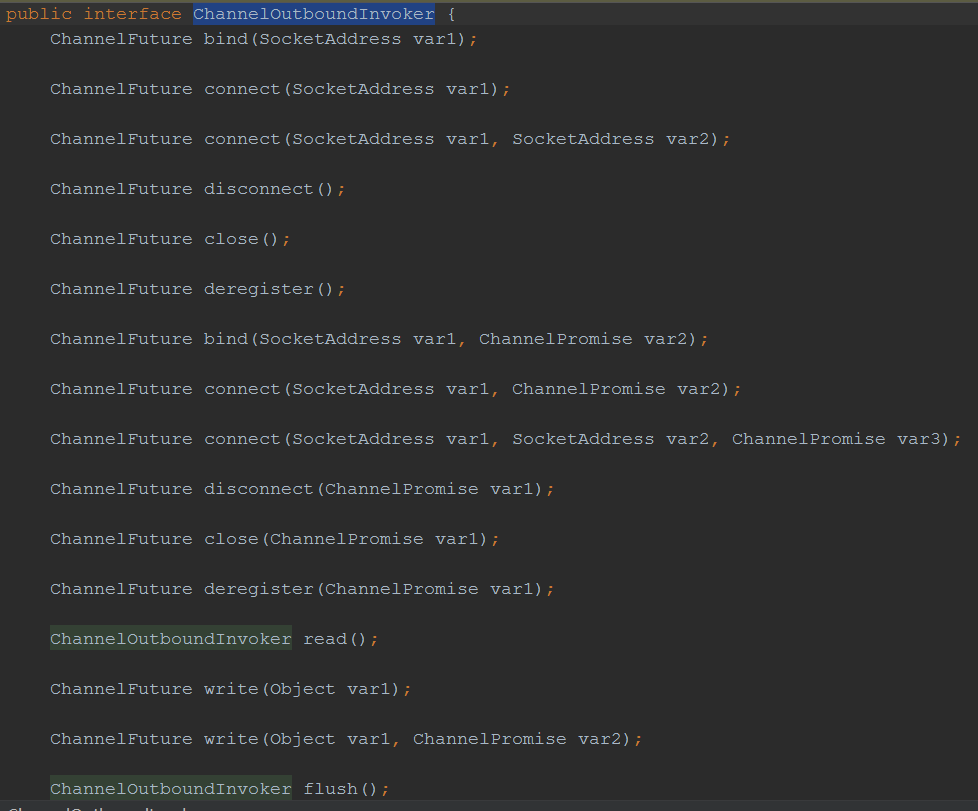 public interface ChannelOutboundInvoker {
ChannelFuture bind(SocketAddress var1);
ChannelFuture connect(SocketAddress var1);
ChannelFuture connect(SocketAddress var1, SocketAddress var2);
ChannelFuture disconnect();
ChannelFuture close();
ChannelFuture deregister();
ChannelFuture bind(SocketAddress var1, ChannelPromise var2);
ChannelFuture connect(SocketAddress var1, ChannelPromise var2);
ChannelFuture connect(SocketAddress var1, SocketAddress var2, ChannelPromise var3);
ChannelFuture disconnect(ChannelPromise var1);
ChannelFuture close(ChannelPromise var1);
ChannelFuture deregister(ChannelPromise var1);
ChannelOutboundInvoker read();
ChannelFuture write(Object var1);
ChannelFuture write(Object var1, ChannelPromise var2);
ChannelOutboundInvoker flush();